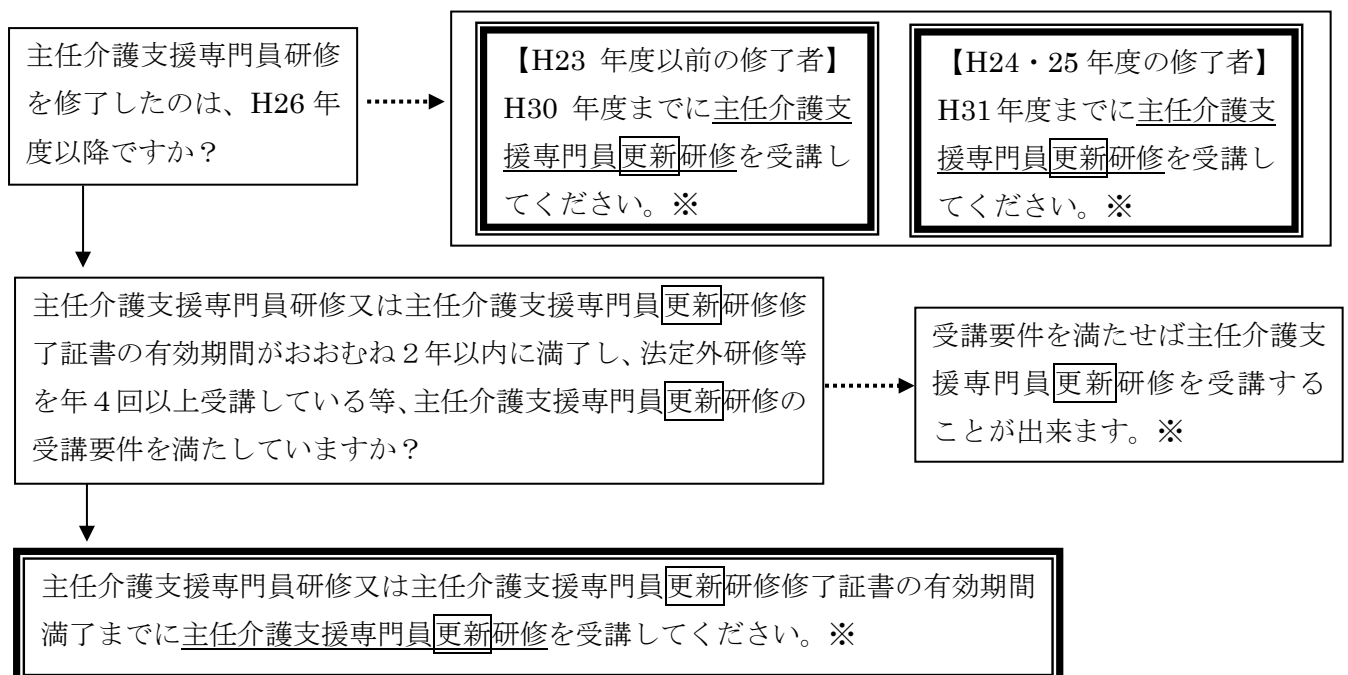 主任介護支援専門員研修
を修了したのは、H26 年
度以降ですか？
【H23 年度以前の修了者】
H30 年度までに主任介護支
援専門員更新研修を受講し
てください。※
【H24・25 年度の修了者】
H31 年度までに主任介護支
援専門員更新研修を受講し
てください。※
主任介護支援専門員研修又は主任介護支援専門員更新研修修
了証書の有効期間がおおむね２年以内に満了し、法定外研修等
を年４回以上受講している等、主任介護支援専門員更新研修の
受講要件を満たしていますか？
受講要件を満たせば主任介護支
援専門員更新研修を受講する
ことが出来ます。※
主任介護支援専門員研修又は主任介護支援専門員更新研修修了証書の有効期間
満了までに主任介護支援専門員更新研修を受講してください。※